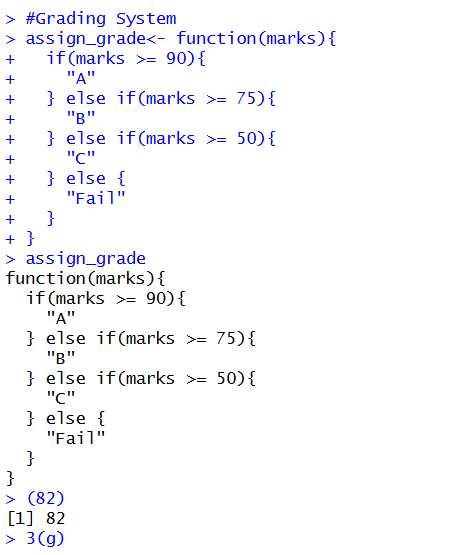 > #Grading System
> assign_grade<- function(marks){
+   if(marks >= 90){
+     "A"
+   } else if(marks >= 75){
+     "B"
+   } else if(marks >= 50){
+     "C"
+   } else {
+     "Fail"
+   }
+ }
> assign_grade
function(marks){
  if(marks >= 90){
    "A"
  } else if(marks >= 75){
    "B"
  } else if(marks >= 50){
    "C"
  } else {
    "Fail"
  }
}
> (82)
[1] 82
> 3(g)